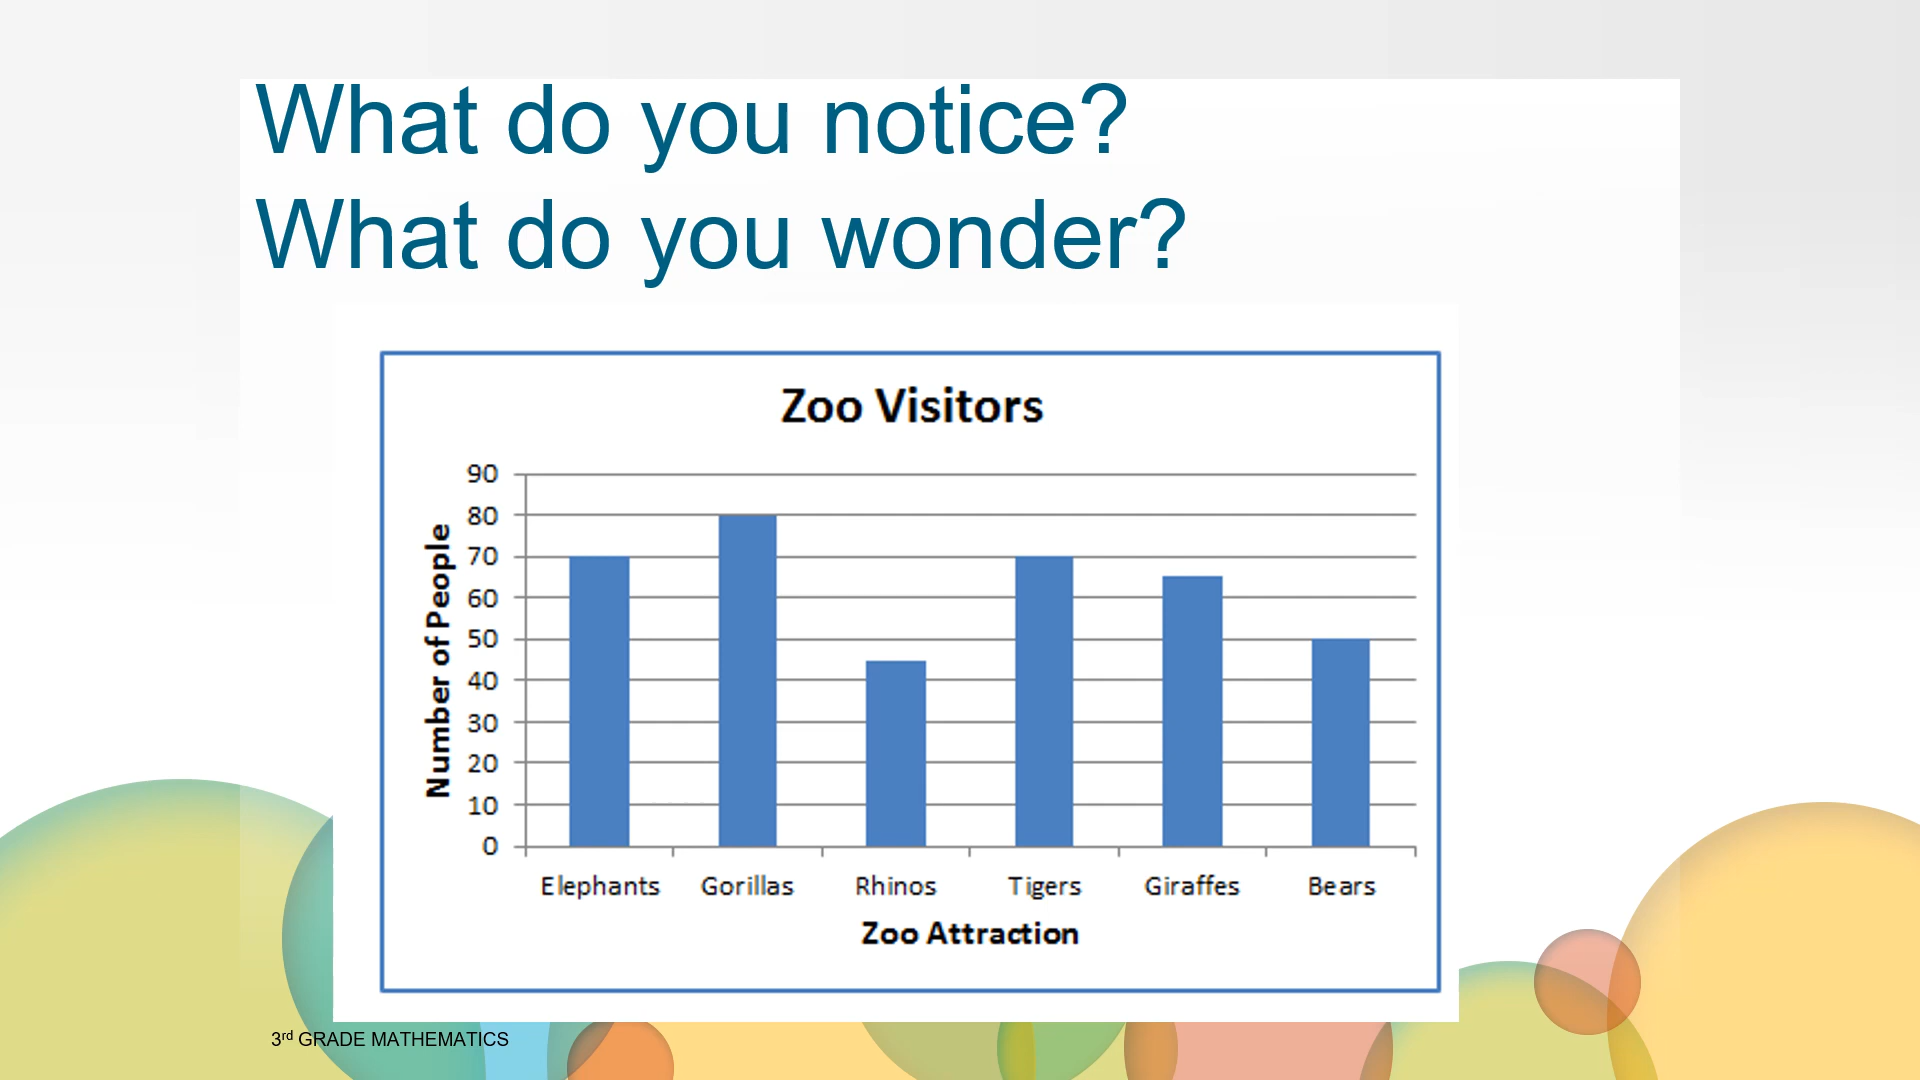 What do you notice?
What do you wonder?
Zoo Visitors
Number of People
90
80
70
60
50
40
30
20
10
0
Elephants Gorillas Rhinos Tigers Giraffes Bears
Zoo Attraction
3rd GRADE MATHEMATICS